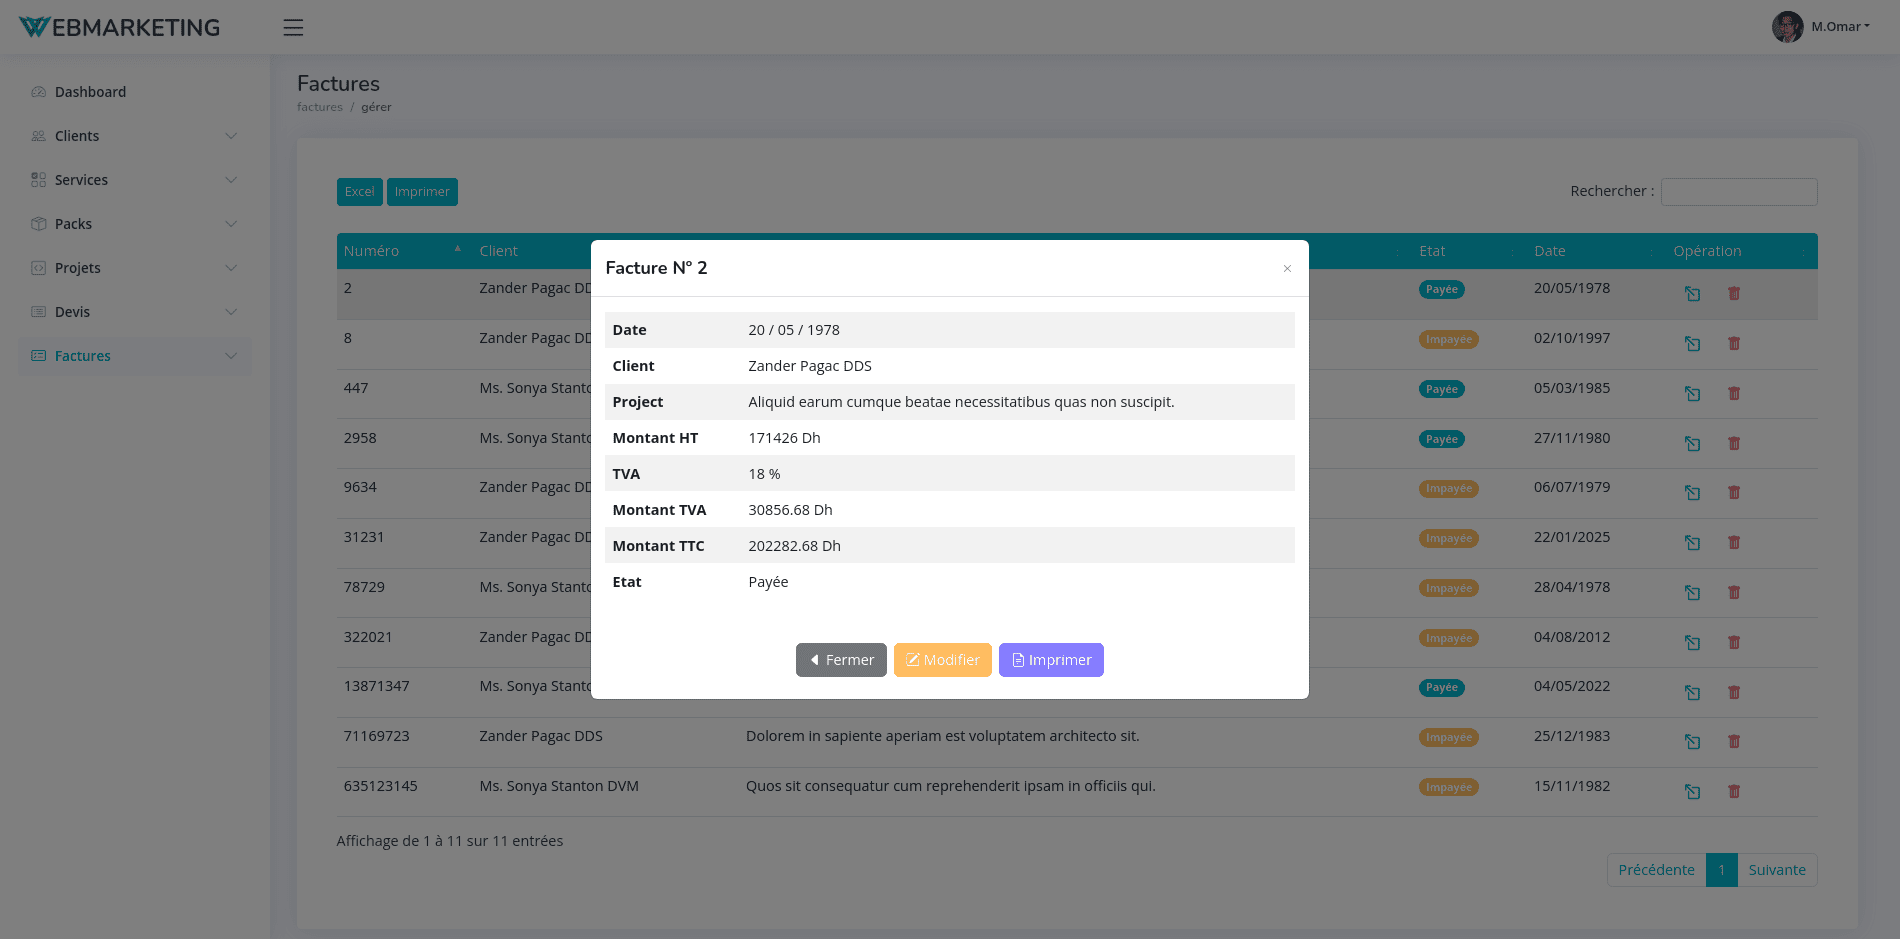 WEBMARKETING
M.Omar
Dashboard
Clients
Services
Packs
Projets
Devis
Factures
Factures
factures / gérer
Excel Imprimer
Rechercher :
Numéro Client Etat Date Opération
2 Zander Pagac DD Payée 20/05/1978
8 Zander Pagac DD Impayée 02/10/1997
447 Ms. Sonya Stanto Payée 05/03/1985
2958 Ms. Sonya Stanto Payée 27/11/1980
9634 Zander Pagac DD Impayée 06/07/1979
31231 Zander Pagac DD Impayée 22/01/2025
78729 Ms. Sonya Stanto Impayée 28/04/1978
322021 Zander Pagac DD Impayée 04/08/2012
13871347 Ms. Sonya Stanto Payée 04/05/2022
71169723 Zander Pagac DDS Dolorem in sapiente aperiam est voluptatem architecto sit. Impayée 25/12/1983
635123145 Ms. Sonya Stanton DVM Quos sit consequatur cum reprehenderit ipsam in officiis qui. Impayée 15/11/1982
Affichage de 1 à 11 sur 11 entrées
Précédente 1 Suivante
Facture N° 2
Date 20 / 05 / 1978
Client Zander Pagac DDS
Project Aliquid earum cumque beatae necessitatibus quas non suscipit.
Montant HT 171426 Dh
TVA 18 %
Montant TVA 30856.68 Dh
Montant TTC 202282.68 Dh
Etat Payée
Fermer Modifier Imprimer